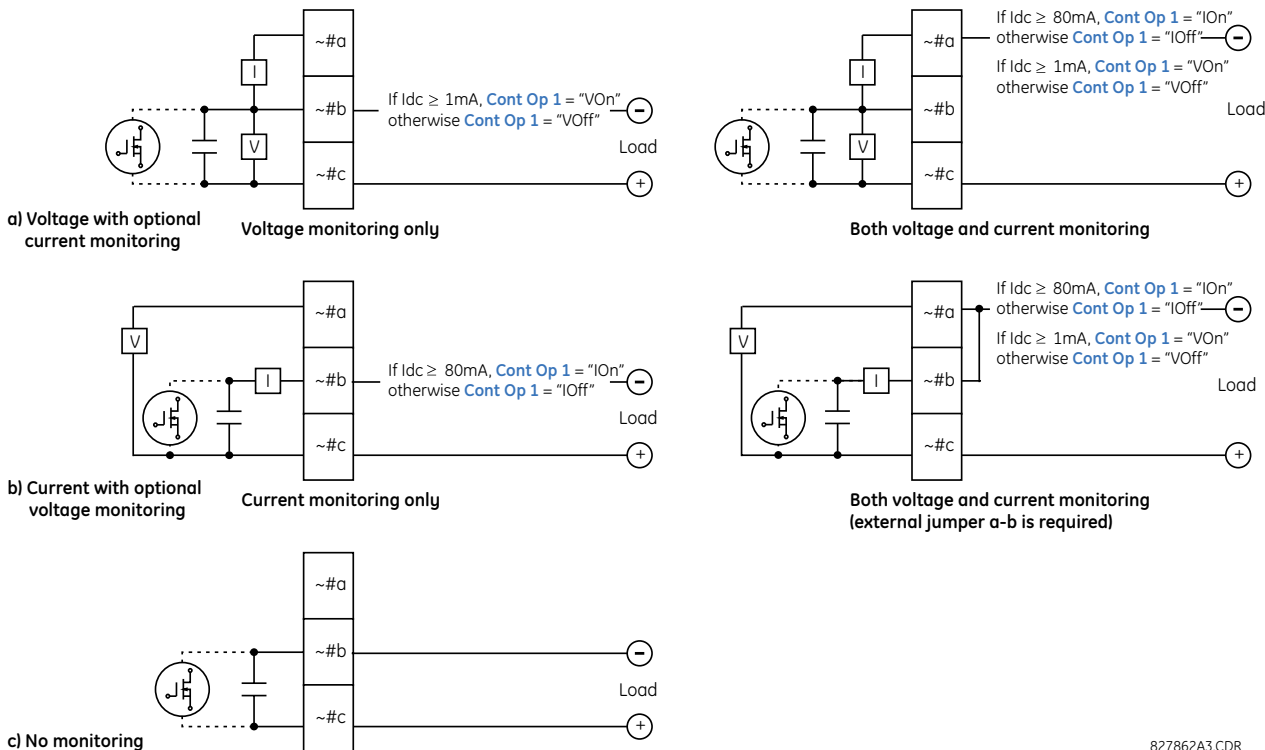 ~#a
I
~#b
V
~#c
If Idc ≥ 1mA, Cont Op 1 = “VOn”
otherwise Cont Op 1 = “VOff”
−
Load
+
a) Voltage with optional
current monitoring
Voltage monitoring only
~#a
I
~#b
V
~#c
If Idc ≥ 80mA, Cont Op 1 = “IOn”
otherwise Cont Op 1 = “IOff”
−
If Idc ≥ 1mA, Cont Op 1 = “VOn”
otherwise Cont Op 1 = “VOff”
Load
+
Both voltage and current monitoring
~#a
V
I
~#b
~#c
If Idc ≥ 80mA, Cont Op 1 = “IOn”
otherwise Cont Op 1 = “IOff”
−
Load
+
b) Current with optional
voltage monitoring
Current monitoring only
~#a
V
I
~#b
~#c
If Idc ≥ 80mA, Cont Op 1 = “IOn”
otherwise Cont Op 1 = “IOff”
−
If Idc ≥ 1mA, Cont Op 1 = “VOn”
otherwise Cont Op 1 = “VOff”
Load
+
Both voltage and current monitoring
(external jumper a-b is required)
~#a
~#b
~#c
−
Load
+
c) No monitoring
827862A3.CDR